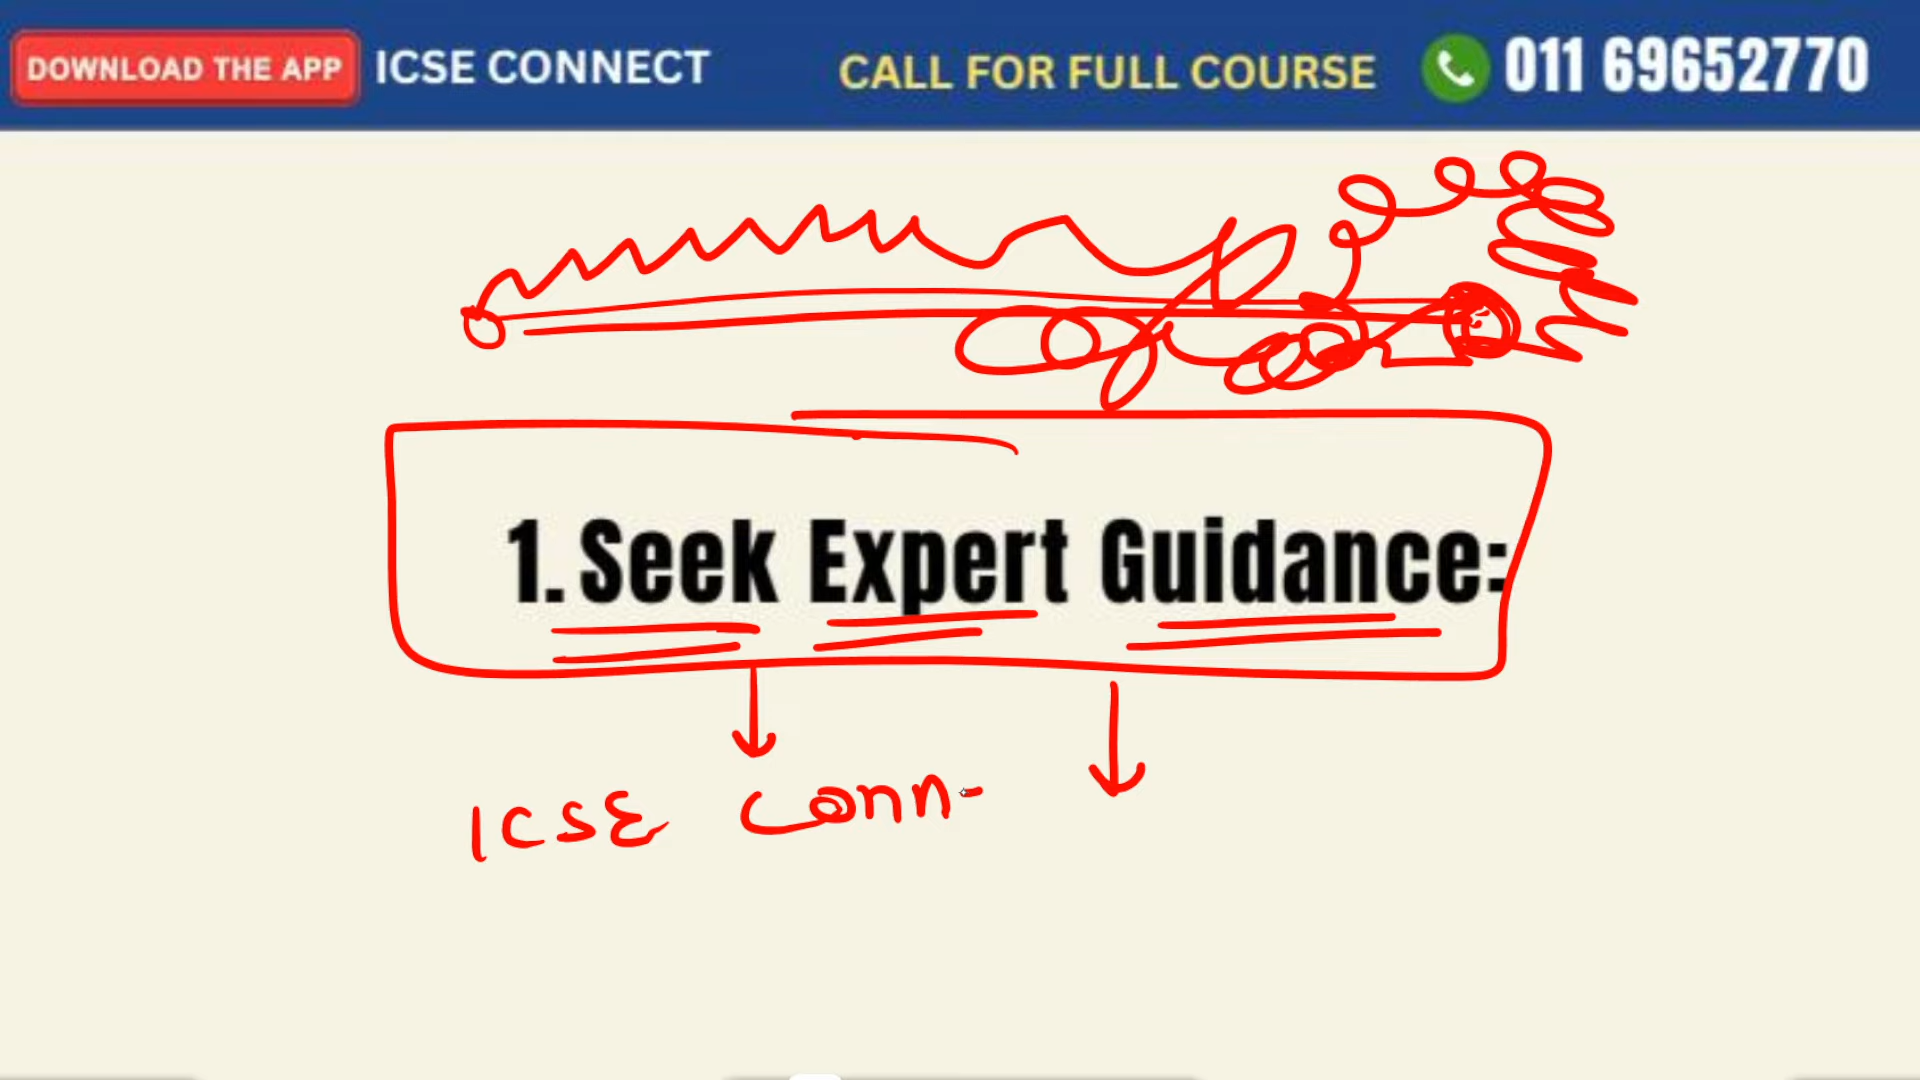 DOWNLOAD THE APP ICSE CONNECT CALL FOR FULL COURSE 011 69652770
1. Seek Expert Guidance:
ICSE Conn-